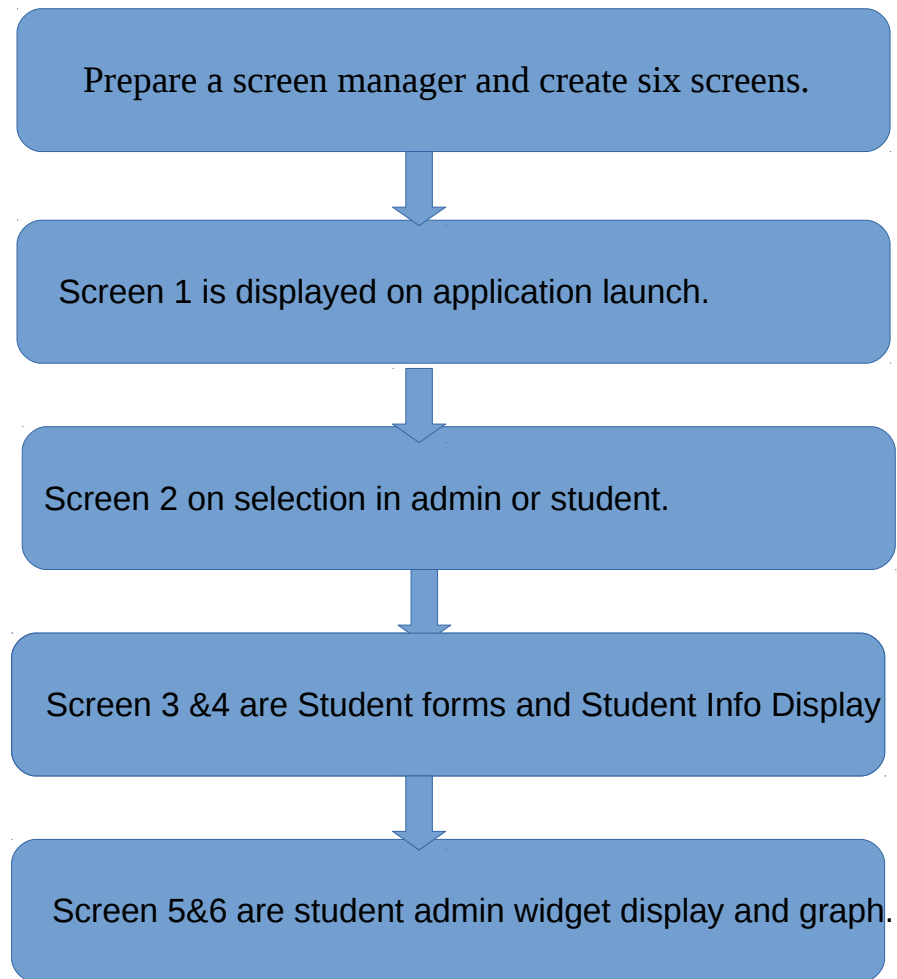 Prepare a screen manager and create six screens.
Screen 1 is displayed on application launch.
Screen 2 on selection in admin or student.
Screen 3 &4 are Student forms and Student Info Display
Screen 5&6 are student admin widget display and graph.